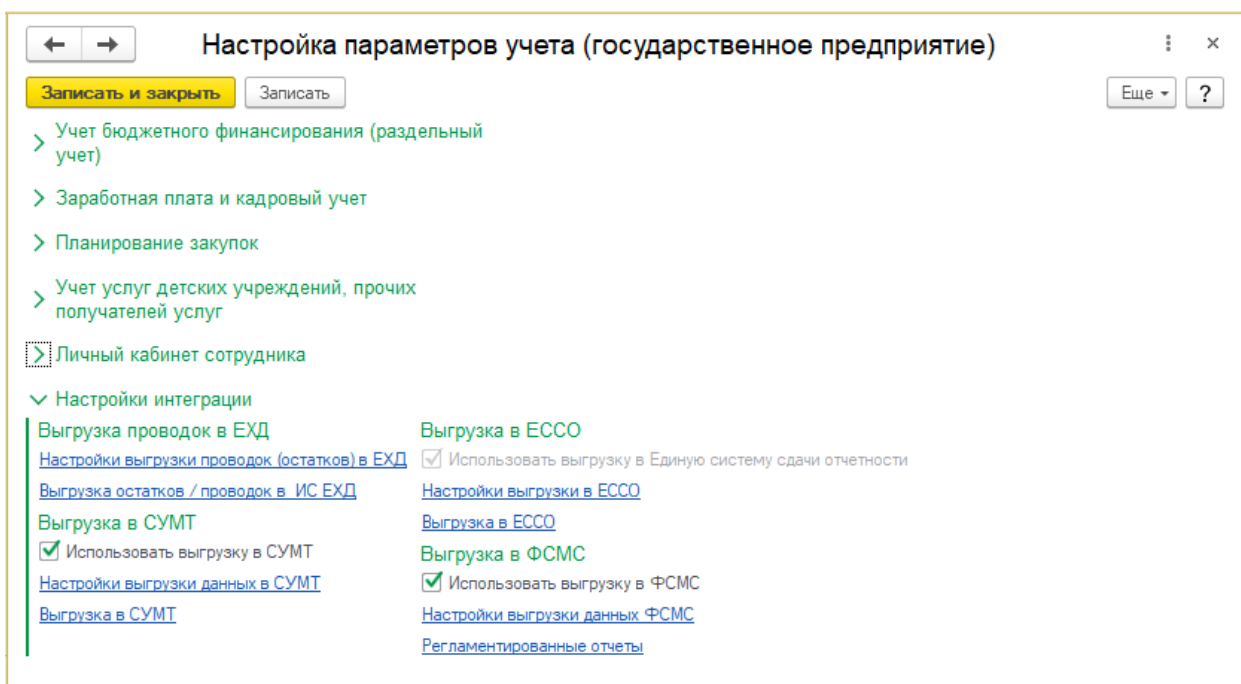 Настройка параметров учета (государственное предприятие)
Записать и закрыть
Записать
Еще
?
Учет бюджетного финансирования (раздельный
учет)
Заработная плата и кадровый учет
Планирование закупок
Учет услуг детских учреждений, прочих
получателей услуг
Личный кабинет сотрудника
Настройки интеграции
Выгрузка проводок в ЕХД
Настройки выгрузки проводок (остатков) в ЕХД
Выгрузка остатков / проводок в ИС ЕХД
Выгрузка в СУМТ
Использовать выгрузку в СУМТ
Настройки выгрузки данных в СУМТ
Выгрузка в СУМТ
Выгрузка в ЕССО
Использовать выгрузку в Единую систему сдачи отчетности
Настройки выгрузки в ЕССО
Выгрузка в ЕССО
Выгрузка в ФСМС
Использовать выгрузку в ФСМС
Настройки выгрузки данных ФСМС
Регламентированные отчеты